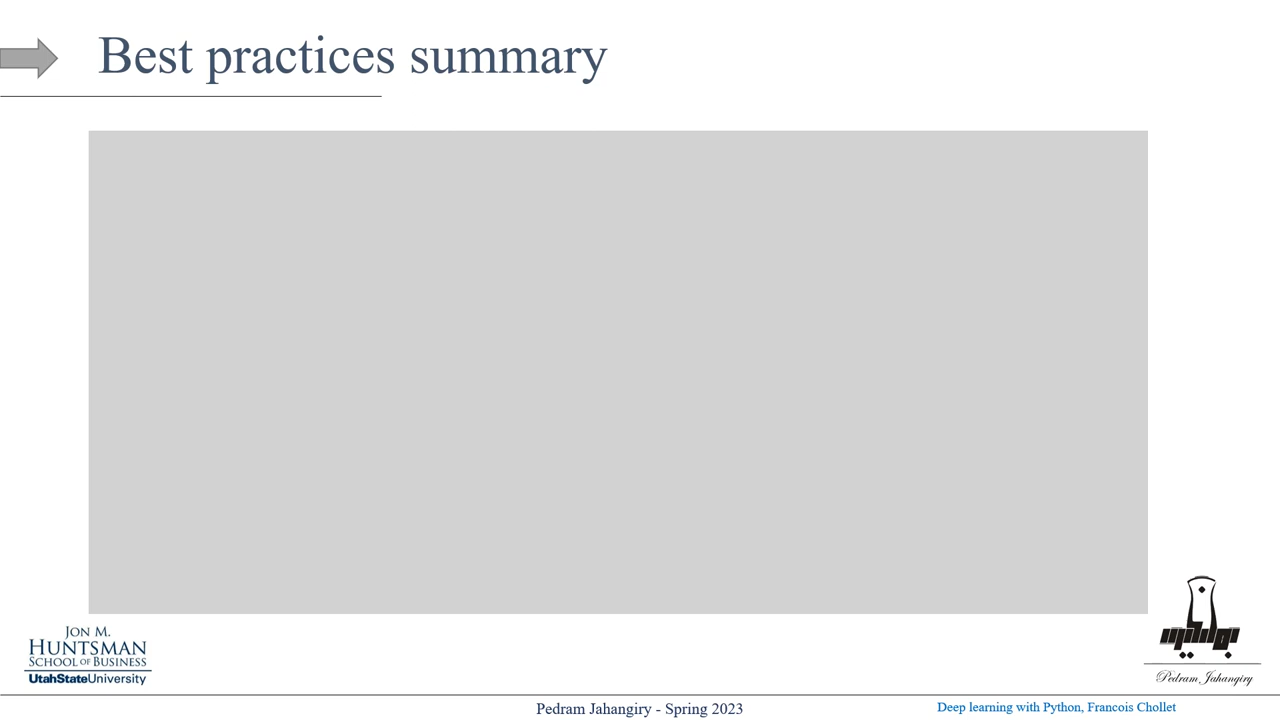 Best practices summary
JON M.
HUNTSMAN
SCHOOL OF BUSINESS
UtahStateUniversity
Pedram Jahangiry
Pedram Jahangiry - Spring 2023
Deep learning with Python, Francois Chollet